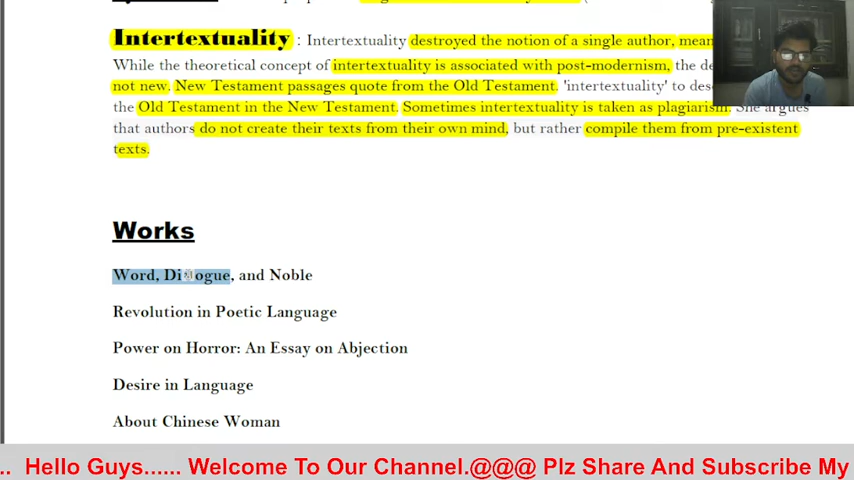 Intertextuality : Intertextuality destroyed the notion of a single author,
While the theoretical concept of intertextuality is associated with post-modernism, the
not new. New Testament passages quote from the Old Testament. 'intertextuality' to
the Old Testament in the New Testament. Sometimes intertextuality is taken as plagiarism. She argues
that authors do not create their texts from their own mind, but rather compile them from pre-existent
texts.
Works
Word, Dialogue, and Noble
Revolution in Poetic Language
Power on Horror: An Essay on Abjection
Desire in Language
About Chinese Woman
.. Hello Guys...... Welcome To Our Channel.@@@ Plz Share And Subscribe My